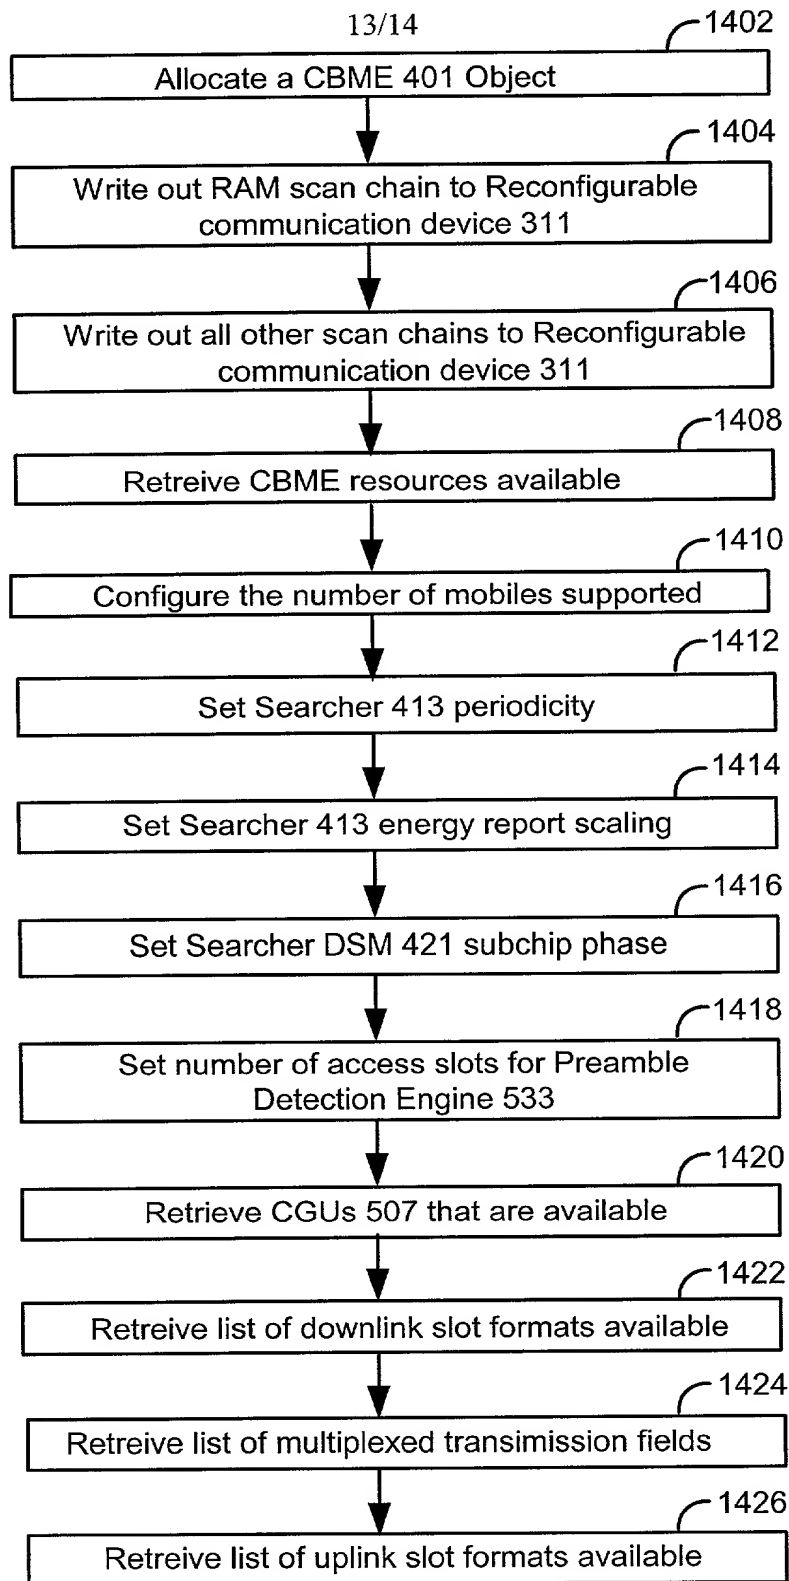 13/14
1402
Allocate a CBME 401 Object
1404
Write out RAM scan chain to Reconfigurable
communication device 311
1406
Write out all other scan chains to Reconfigurable
communication device 311
1408
Retreive CBME resources available
1410
Configure the number of mobiles supported
1412
Set Searcher 413 periodicity
1414
Set Searcher 413 energy report scaling
1416
Set Searcher DSM 421 subchip phase
1418
Set number of access slots for Preamble
Detection Engine 533
1420
Retrieve CGUs 507 that are available
1422
Retreive list of downlink slot formats available
1424
Retreive list of multiplexed transimission fields
1426
Retreive list of uplink slot formats available